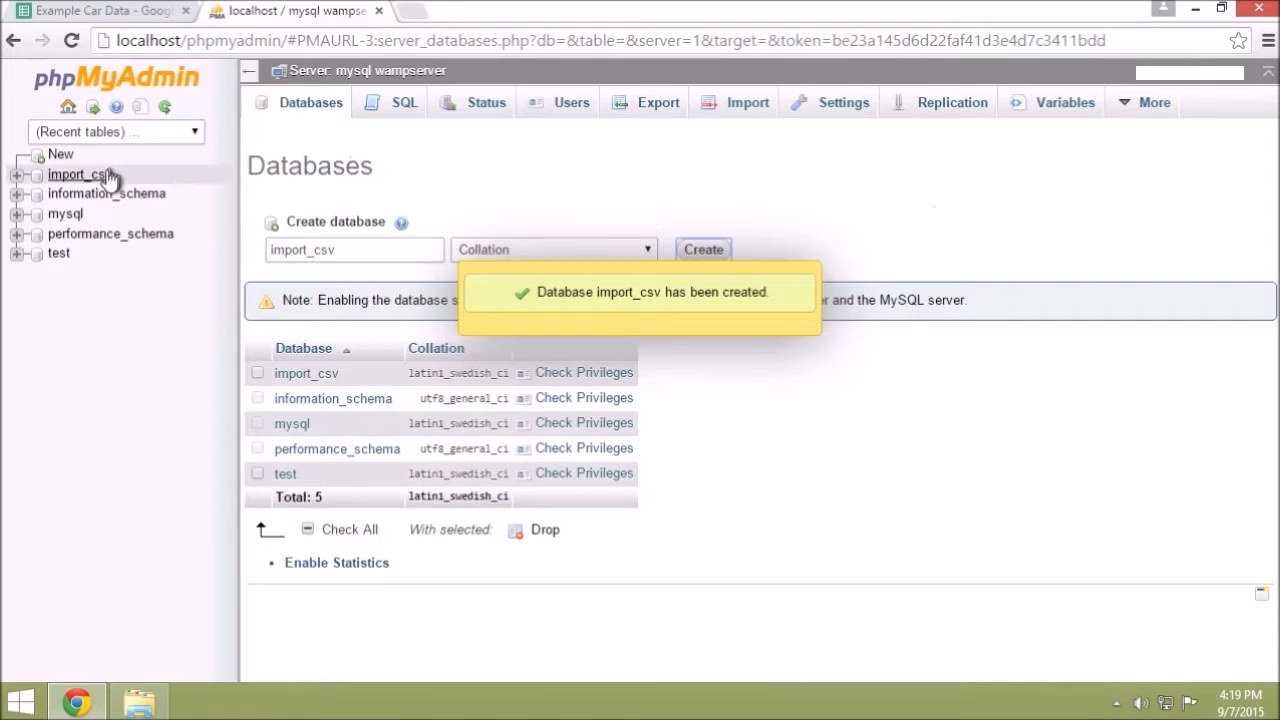 Example Car Data - Goog
localhost / mysql wampse
localhost/phpmyadmin/#PMAURL-3:server_databases.php?db=&table=&server=1&target=&token=be23a145d6d22faf41d3e4d7c3411bdd
phpMyAdmin
(Recent tables) ...
New
import_csv
information_schema
mysql
performance_schema
test
Server: mysql wampserver
Databases SQL Status Users Export Import Settings Replication Variables More
Databases
Create database
import_csv Collation Create
Database import_csv has been created.
Note: Enabling the database s
r and the MySQL server.
Database Collation
import_csv latin1_swedish_ci Check Privileges
information_schema utf8_general_ci Check Privileges
mysql latin1_swedish_ci Check Privileges
performance_schema utf8_general_ci Check Privileges
test latin1_swedish_ci Check Privileges
Total: 5 latin1_swedish_ci
Check All With selected: Drop
• Enable Statistics
4:19 PM
9/7/2015